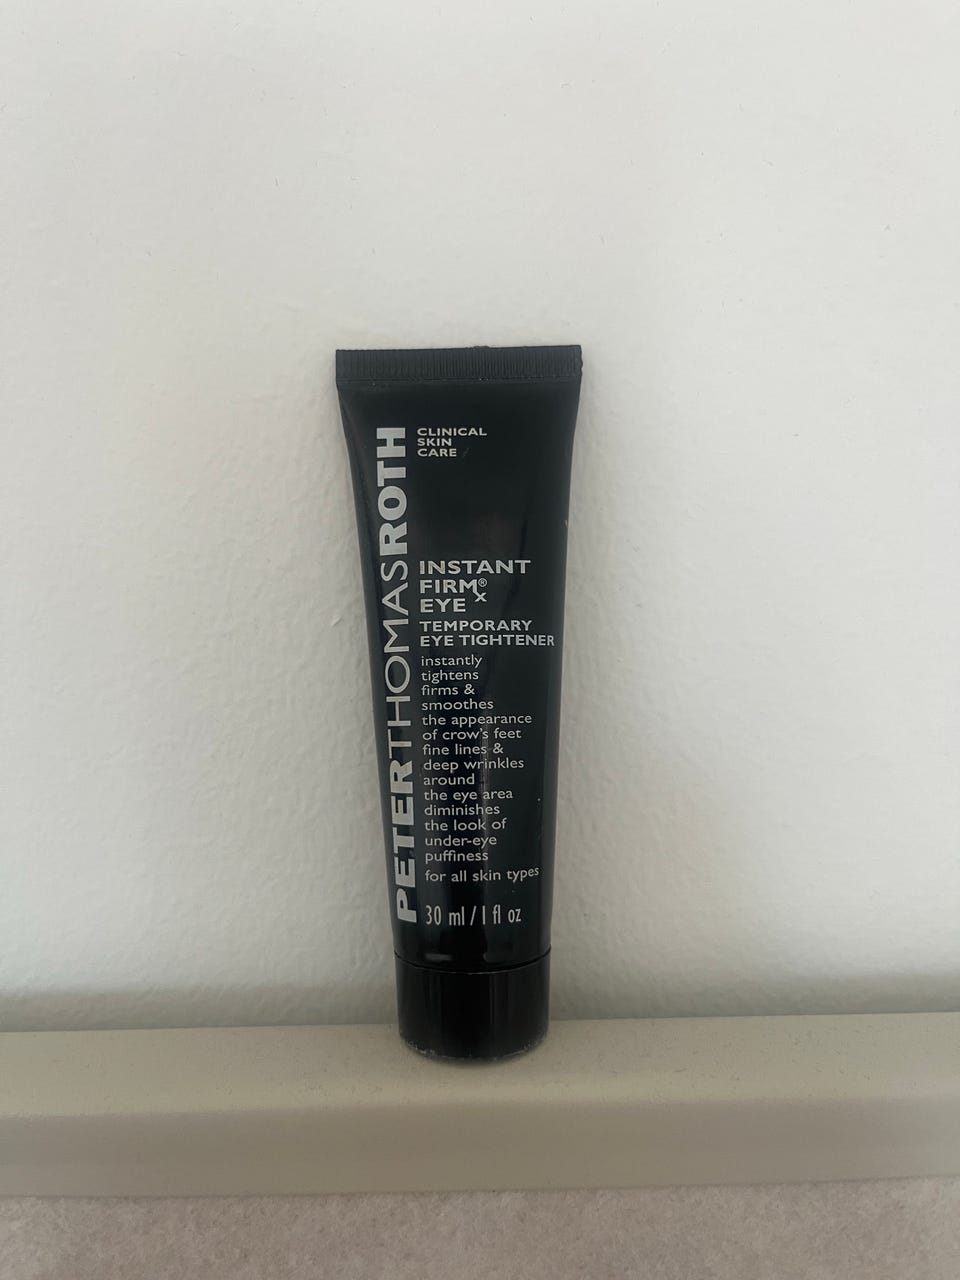 PETERTHOMASROTH
CLINICAL
SKIN
CARE
INSTANT
FIRMx®
EYE
TEMPORARY
EYE TIGHTENER
instantly
tightens
firms &
smoothes
the appearance
of crow's feet
fine lines &
deep wrinkles
around
the eye area
diminishes
the look of
under-eye
puffiness
for all skin types
30 ml / 1 fl oz